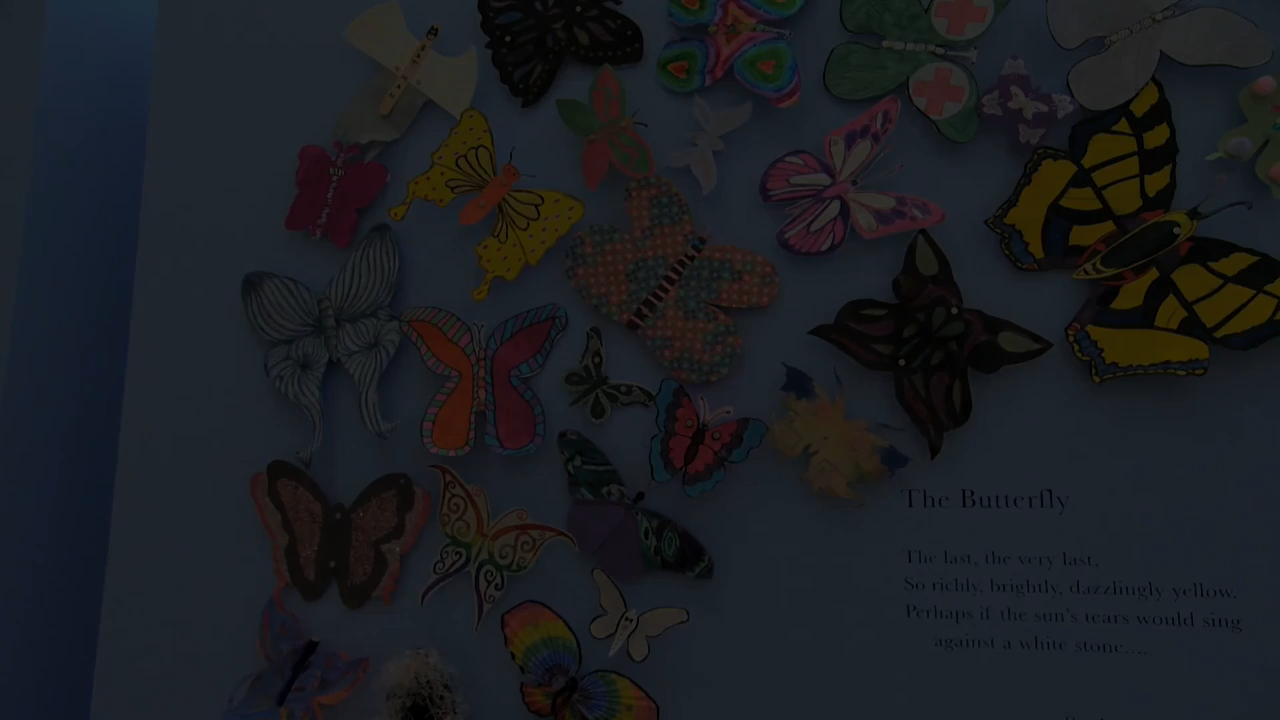 The Butterfly
The last, the very last,
So richly, brightly, dazzlingly yellow.
Perhaps if the sun's tears would sing
against a white stone....